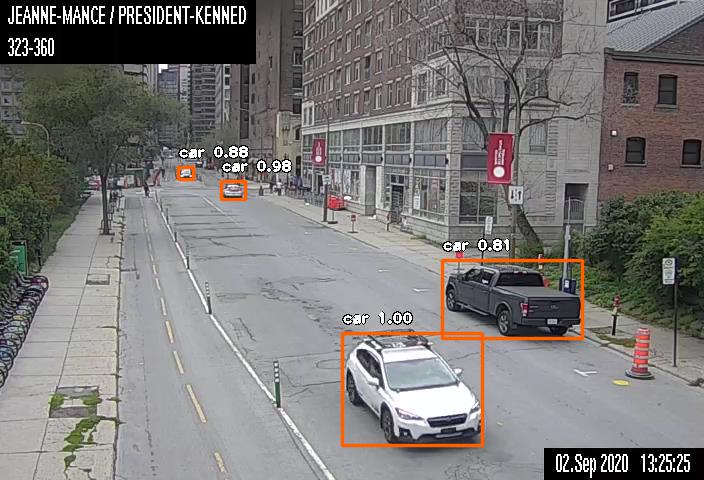 JEANNE-MANCE / PRESIDENT-KENNED
323-360
car 0.88
car 0.98
car 0.81
car 1.00
02.Sep 2020 13:25:25